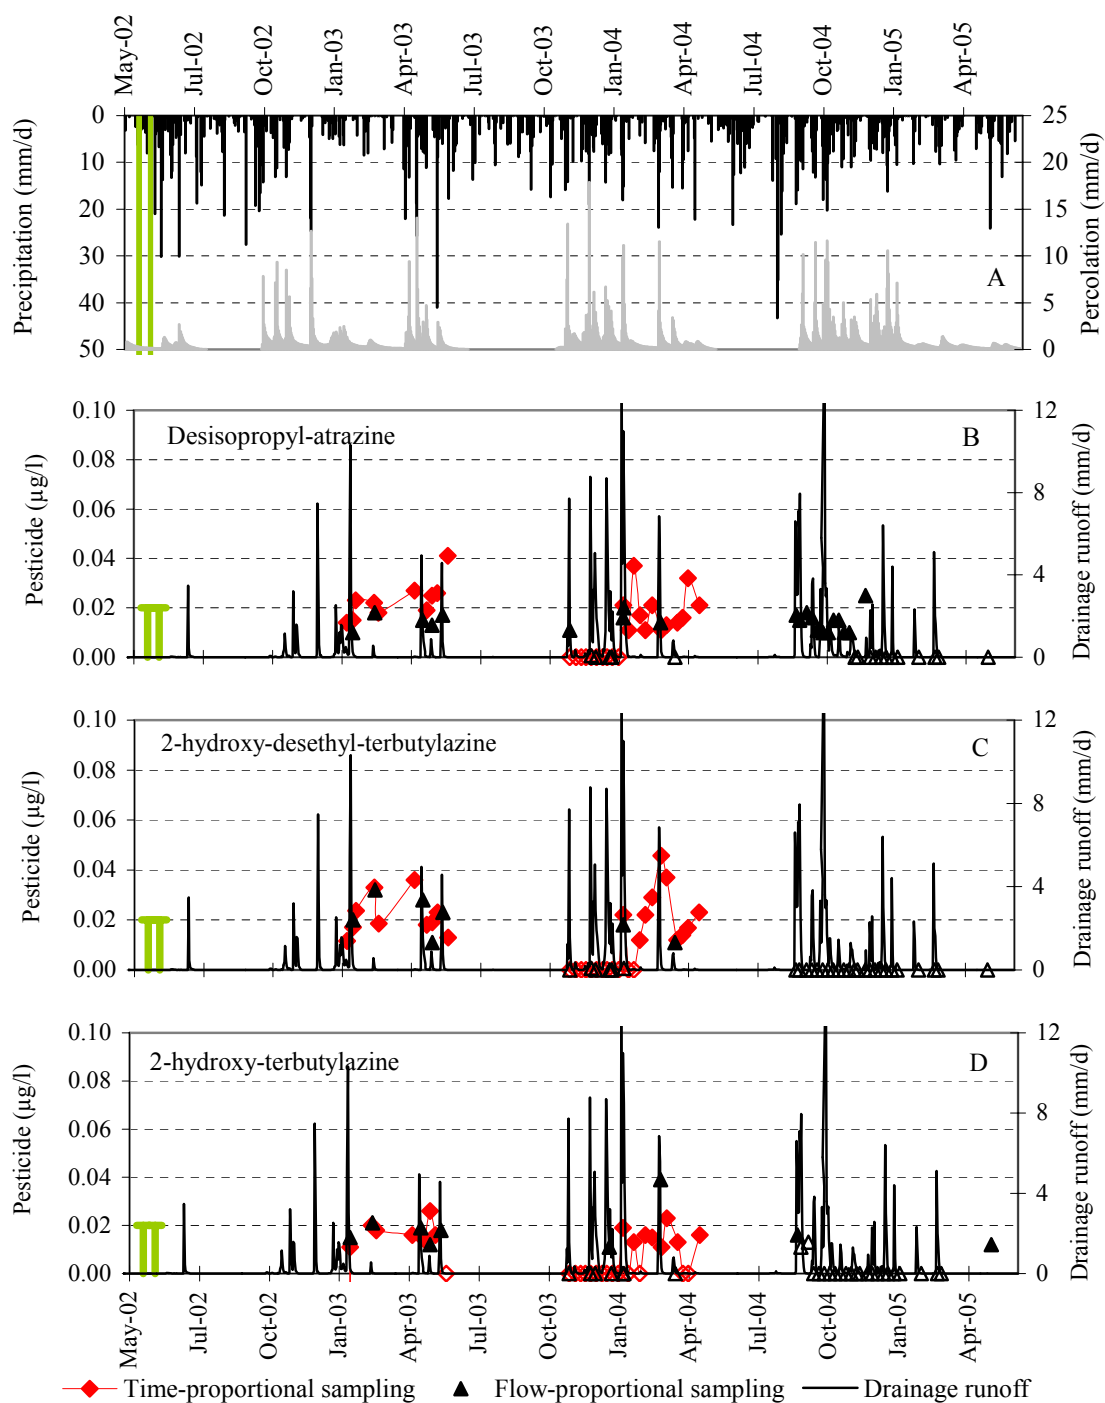 May-02 Jul-02 Oct-02 Jan-03 Apr-03 Jul-03 Oct-03 Jan-04 Apr-04 Jul-04 Oct-04 Jan-05 Apr-05
Precipitation (mm/d)
0
10
20
30
40
50
A
25
20
15
10
5
0
Percolation (mm/d)
Pesticide (µg/l)
0.10
0.08
0.06
0.04
0.02
0.00
Desisopropyl-atrazine
B
12
8
4
0
Drainage runoff (mm/d)
Pesticide (µg/l)
0.10
0.08
0.06
0.04
0.02
0.00
2-hydroxy-desethyl-terbutylazine
C
12
8
4
0
Drainage runoff (mm/d)
Pesticide (µg/l)
0.10
0.08
0.06
0.04
0.02
0.00
2-hydroxy-terbutylazine
D
12
8
4
0
Drainage runoff (mm/d)
May-02 Jul-02 Oct-02 Jan-03 Apr-03 Jul-03 Oct-03 Jan-04 Apr-04 Jul-04 Oct-04 Jan-05 Apr-05
Time-proportional sampling Flow-proportional sampling Drainage runoff